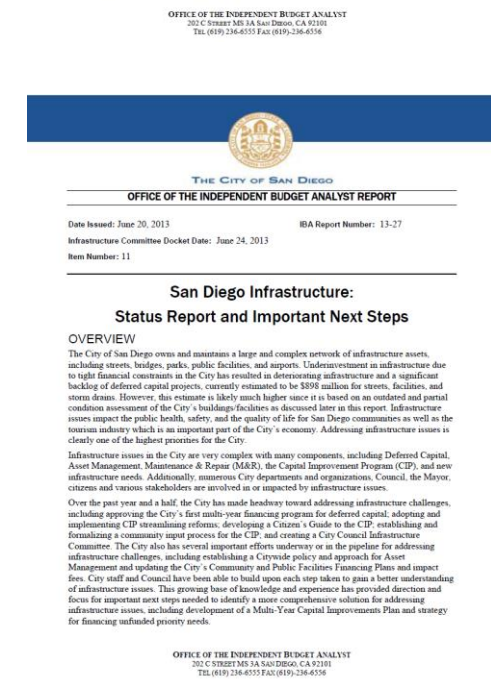 OFFICE OF THE INDEPENDENT BUDGET ANALYST
202 C STREET MS 3A SAN DIEGO, CA 92101
TEL (619) 236-6555 FAX (619)-236-6556
THE CITY OF SAN DIEGO
OFFICE OF THE INDEPENDENT BUDGET ANALYST REPORT
Date Issued: June 20, 2013 IBA Report Number: 13-27
Infrastructure Committee Docket Date: June 24, 2013
Item Number: 11
San Diego Infrastructure:
Status Report and Important Next Steps
OVERVIEW
The City of San Diego owns and maintains a large and complex network of infrastructure assets,
including streets, bridges, parks, public facilities, and airports. Underinvestment in infrastructure due
to tight financial constraints in the City has resulted in deteriorating infrastructure and a significant
backlog of deferred capital projects, currently estimated to be $898 million for streets, facilities, and
storm drains. However, this estimate is likely much higher since it is based on an outdated and partial
condition assessment of the City's buildings/facilities as discussed later in this report. Infrastructure
issues impact the public health, safety, and the quality of life for San Diego communities as well as the
tourism industry which is an important part of the City's economy. Addressing infrastructure issues is
clearly one of the highest priorities for the City.
Infrastructure issues in the City are very complex with many components, including Deferred Capital,
Asset Management, Maintenance & Repair (M&R), the Capital Improvement Program (CIP), and new
infrastructure needs. Additionally, numerous City departments and organizations, Council, the Mayor,
citizens and various stakeholders are involved in or impacted by infrastructure issues.
Over the past year and a half, the City has made headway toward addressing infrastructure challenges,
including approving the City's first multi-year financing program for deferred capital; adopting and
implementing CIP streamlining reforms; developing a Citizen's Guide to the CIP; establishing and
formalizing a community input process for the CIP; and creating a City Council Infrastructure
Committee. The City also has several important efforts underway or in the pipeline for addressing
infrastructure challenges, including establishing a Citywide policy and approach for Asset
Management and updating the City's Community and Public Facilities Financing Plans and impact
fees. City staff and Council have been able to build upon each step taken to gain a better understanding
of infrastructure issues. This growing base of knowledge and experience has provided direction and
focus for important next steps needed to identify a more comprehensive solution for addressing
infrastructure issues, including development of a Multi-Year Capital Improvements Plan and strategy
for financing unfunded priority needs.
OFFICE OF THE INDEPENDENT BUDGET ANALYST
202 C STREET MS 3A SAN DIEGO, CA 92101
TEL (619) 236-6555 FAX (619)-236-6556